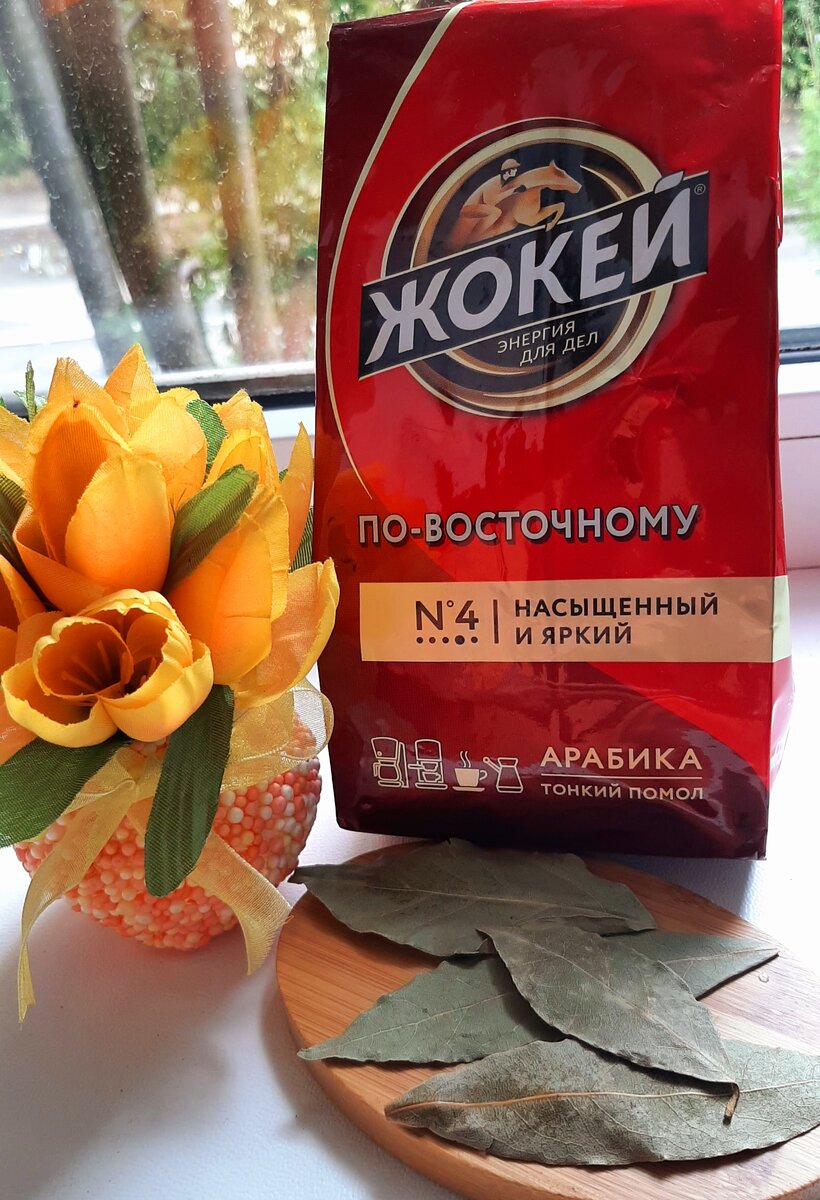 ЖОКЕЙ®
ЭНЕРГИЯ
ДЛЯ ДЕЛ
ПО-ВОСТОЧНОМУ
N°4
НАСЫЩЕННЫЙ
И ЯРКИЙ
АРАБИКА
ТОНКИЙ ПОМОЛ